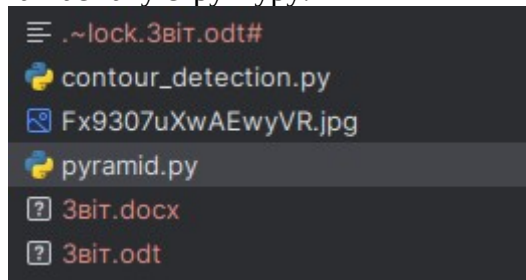 .~lock.Звіт.odt#
contour_detection.py
Fx9307uXwAEwyVR.jpg
pyramid.py
Звіт.docx
Звіт.odt